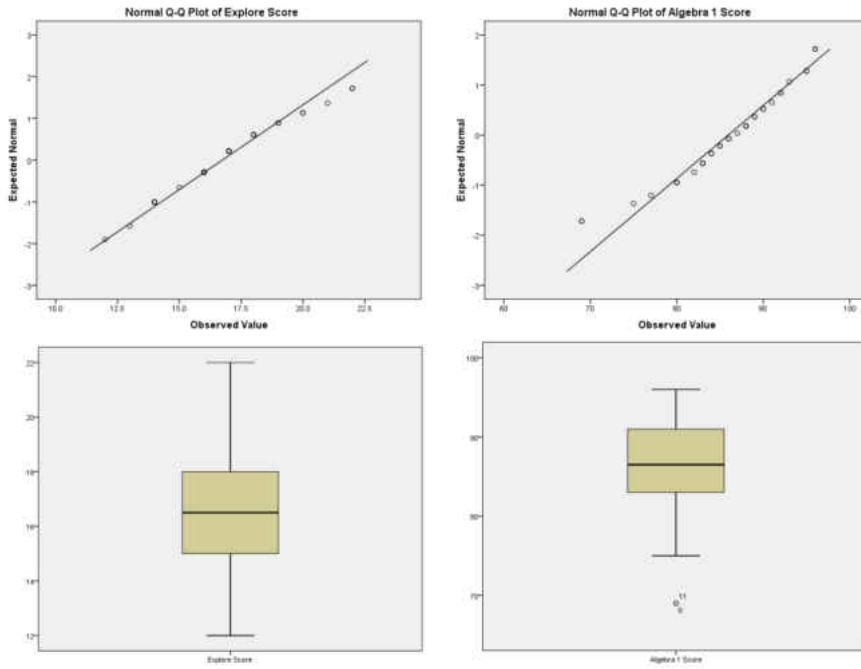 Normal Q-Q Plot of Explore Score
Expected Normal
3
2
1
0
-1
-2
-3
10.0 12.5 15.0 17.5 20.0 22.5
Observed Value
Normal Q-Q Plot of Algebra 1 Score
Expected Normal
2
1
0
-1
-2
-3
60 70 80 90 100
Observed Value
22
20
18
16
14
12
Explore Score
100
90
80
70
11
Algebra 1 Score